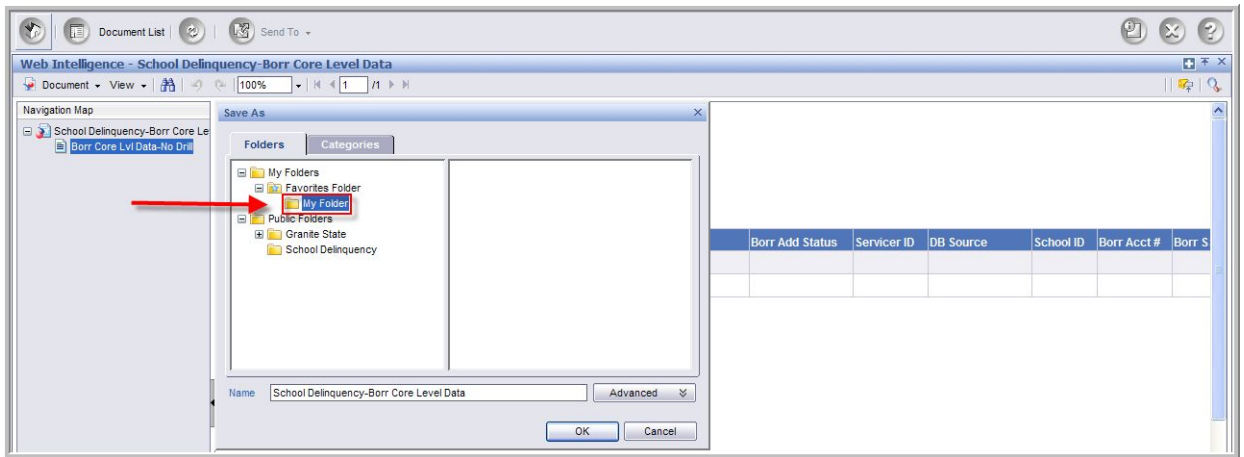 Document List
Send To
Web Intelligence - School Delinquency-Borr Core Level Data
Document View 100% 1 /1
Navigation Map
School Delinquency-Borr Core Le
Borr Core Lvl Data-No Drill
Save As
Folders Categories
My Folders
Favorites Folder
My Folder
Public Folders
Granite State
School Delinquency
Name School Delinquency-Borr Core Level Data Advanced
OK Cancel
Borr Add Status Servicer ID DB Source School ID Borr Acct # Borr S